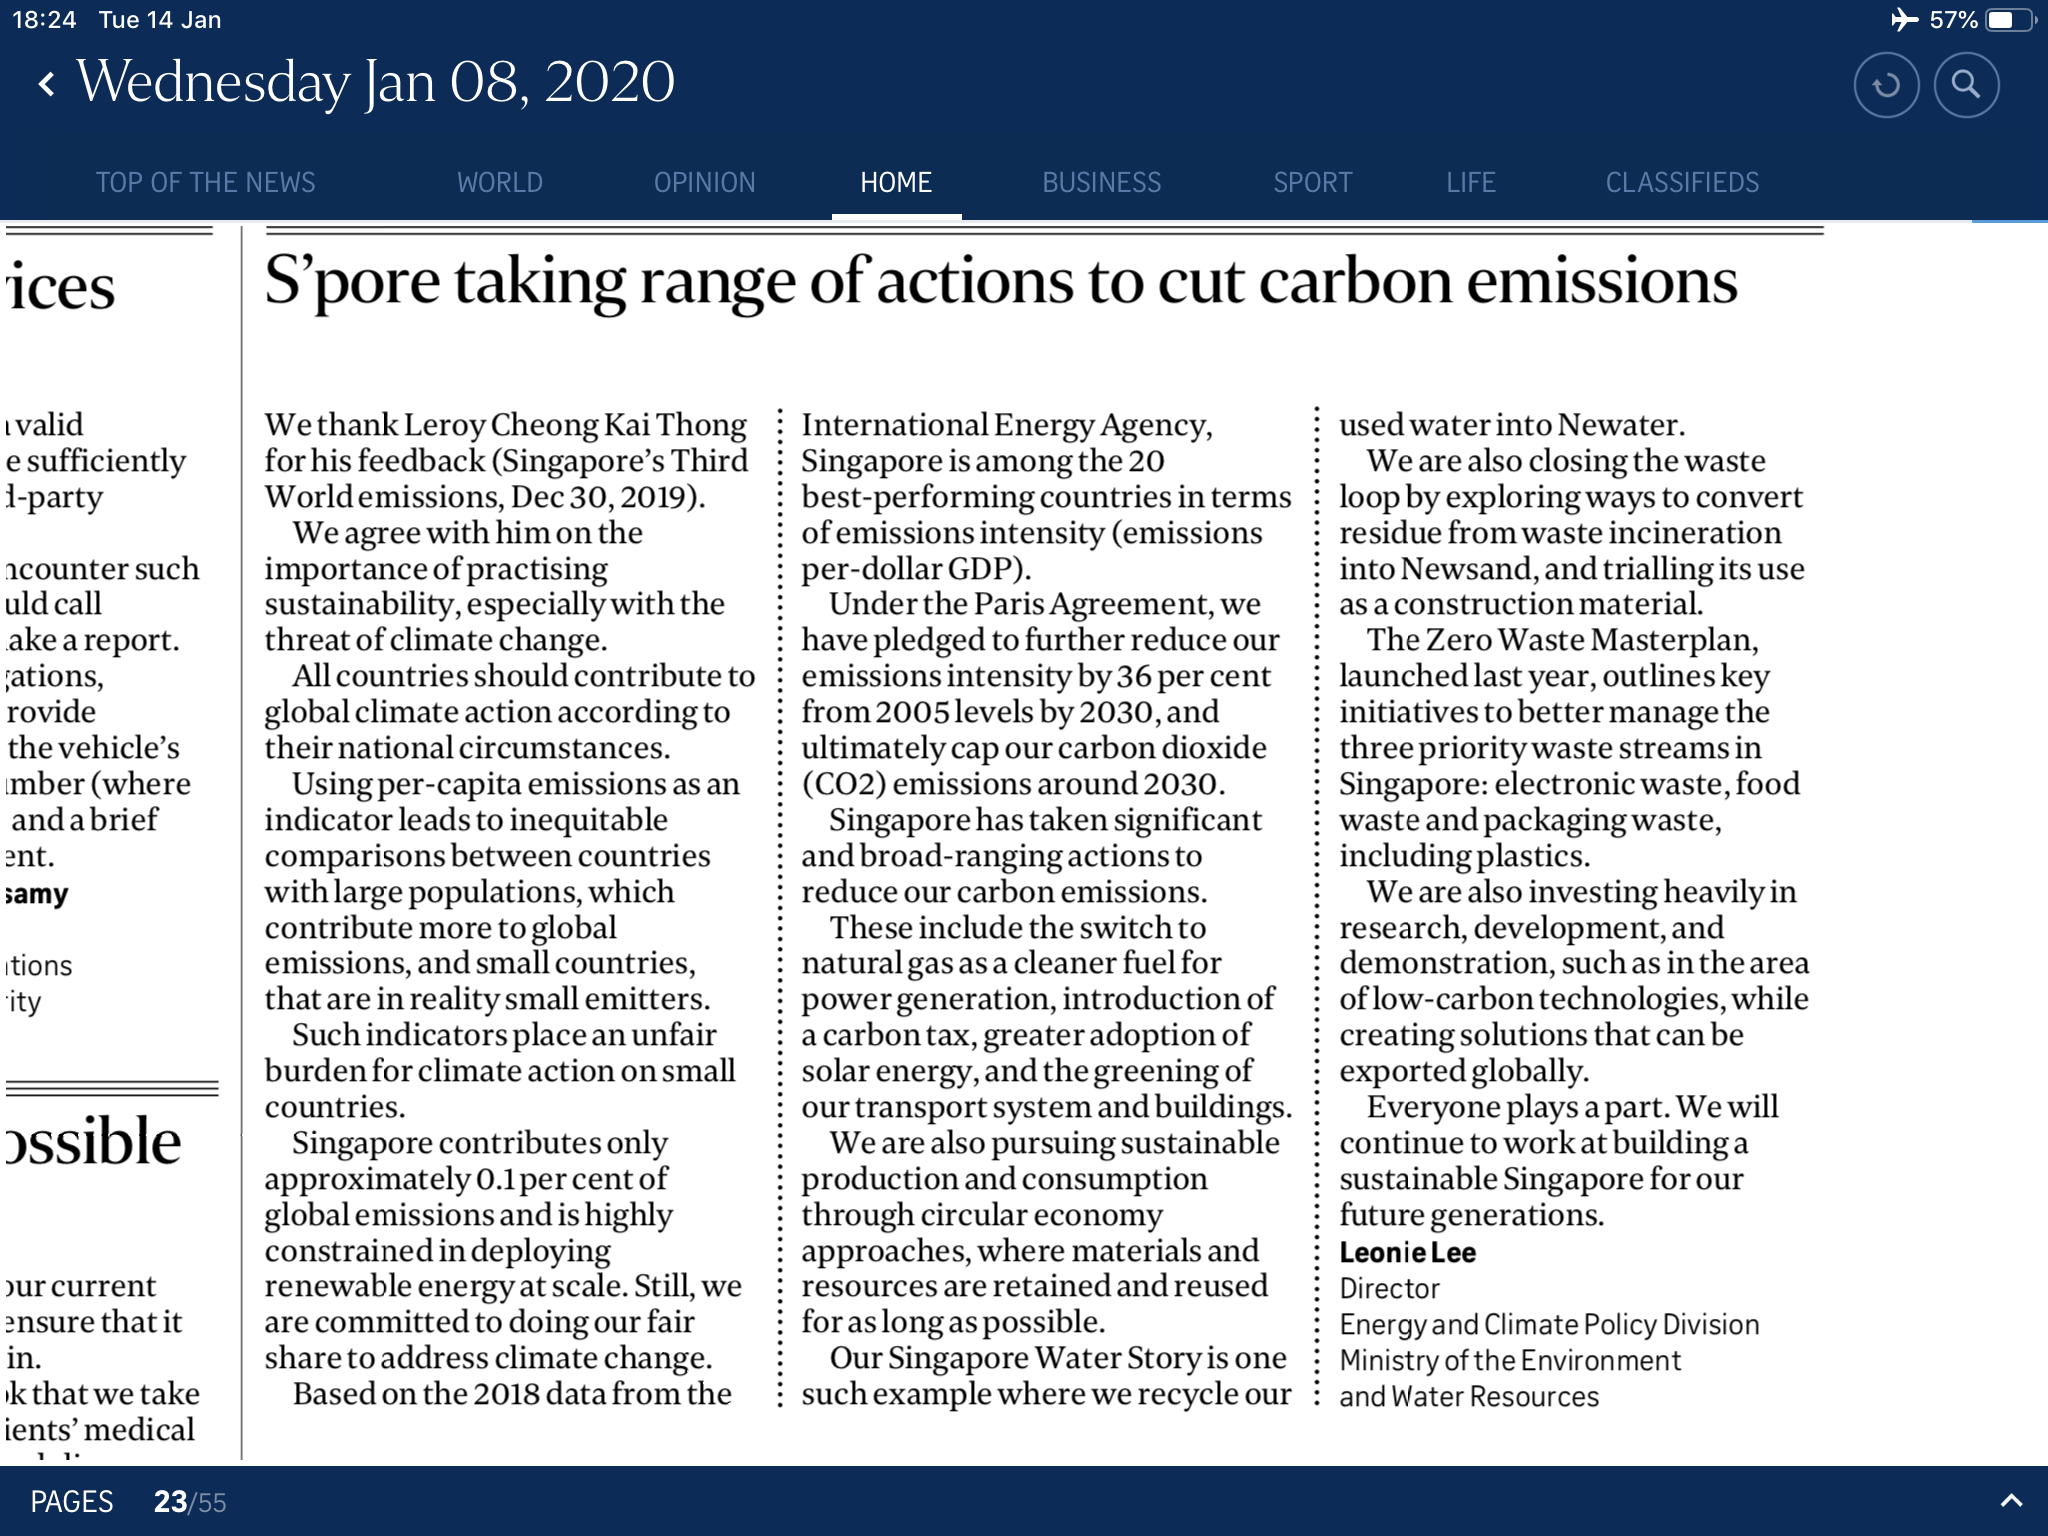 18:24 Tue 14 Jan
57%
Wednesday Jan 08, 2020
TOP OF THE NEWS WORLD OPINION HOME BUSINESS SPORT LIFE CLASSIFIEDS
valid
sufficiently
ncounter such
call
a report.
the vehicle's
(where
and a brief
our current
ensure that it
in.
that we take
medical
S'pore taking range of actions to cut carbon emissions
We thank Leroy Cheong Kai Thong
for his feedback (Singapore's Third
World emissions, Dec 30, 2019).
We agree with him on the
importance of practising
sustainability, especially with the
threat of climate change.
All countries should contribute to
global climate action according to
their national circumstances.
Using per-capita emissions as an
indicator leads to inequitable
comparisons between countries
with large populations, which
contribute more to global
emissions, and small countries,
that are in reality small emitters.
Such indicators place an unfair
burden for climate action on small
countries.
Singapore contributes only
approximately 0.1 per cent of
global emissions and is highly
constrained in deploying
renewable energy at scale. Still, we
are committed to doing our fair
share to address climate change.
Based on the 2018 data from the
International Energy Agency,
Singapore is among the 20
best-performing countries in terms
of emissions intensity (emissions
per-dollar GDP).
Under the Paris Agreement, we
have pledged to further reduce our
emissions intensity by 36 per cent
from 2005 levels by 2030, and
ultimately cap our carbon dioxide
(CO2) emissions around 2030.
Singapore has taken significant
and broad-ranging actions to
reduce our carbon emissions.
These include the switch to
natural gas as a cleaner fuel for
power generation, introduction of
a carbon tax, greater adoption of
solar energy, and the greening of
our transport system and buildings.
We are also pursuing sustainable
production and consumption
through circular economy
approaches, where materials and
resources are retained and reused
for as long as possible.
Our Singapore Water Story is one
such example where we recycle our
used water into Newater.
We are also closing the waste
loop by exploring ways to convert
residue from waste incineration
into Newsand, and trialling its use
as a construction material.
The Zero Waste Masterplan,
launched last year, outlines key
initiatives to better manage the
three priority waste streams in
Singapore: electronic waste, food
waste and packaging waste,
including plastics.
We are also investing heavily in
research, development, and
demonstration, such as in the area
of low-carbon technologies, while
creating solutions that can be
exported globally.
Everyone plays a part. We will
continue to work at building a
sustainable Singapore for our
future generations.
Leonie Lee
Director
Energy and Climate Policy Division
Ministry of the Environment
and Water Resources
PAGES 23/55